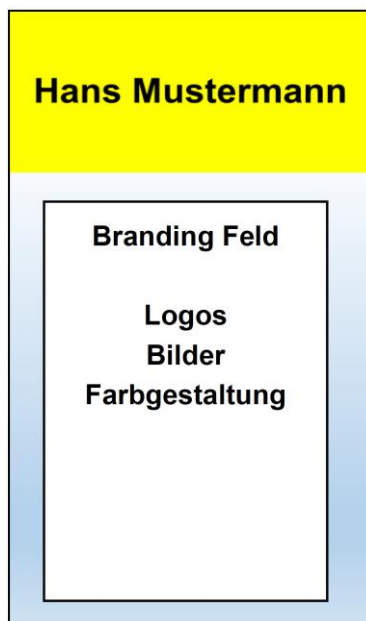 Hans Mustermann
Branding Feld
Logos
Bilder
Farbgestaltung